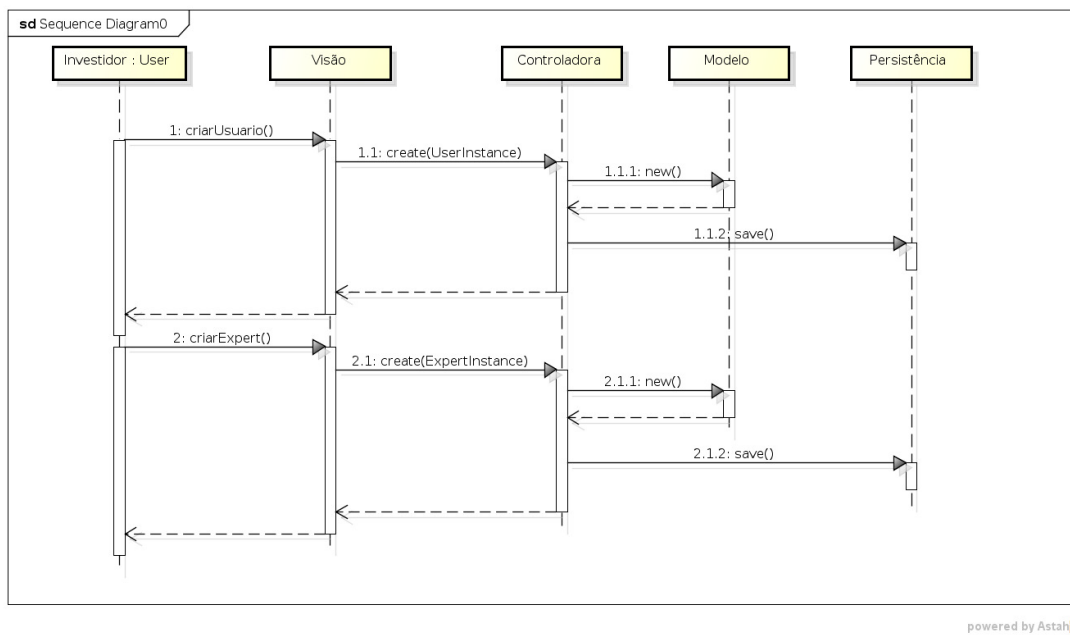 sd Sequence Diagram0
Investidor : User
Visão
Controladora
Modelo
Persistência
1: criarUsuario()
1.1: create(UserInstance)
1.1.1: new()
1.1.2: save()
2: criarExpert()
2.1: create(ExpertInstance)
2.1.1: new()
2.1.2: save()
powered by Astah